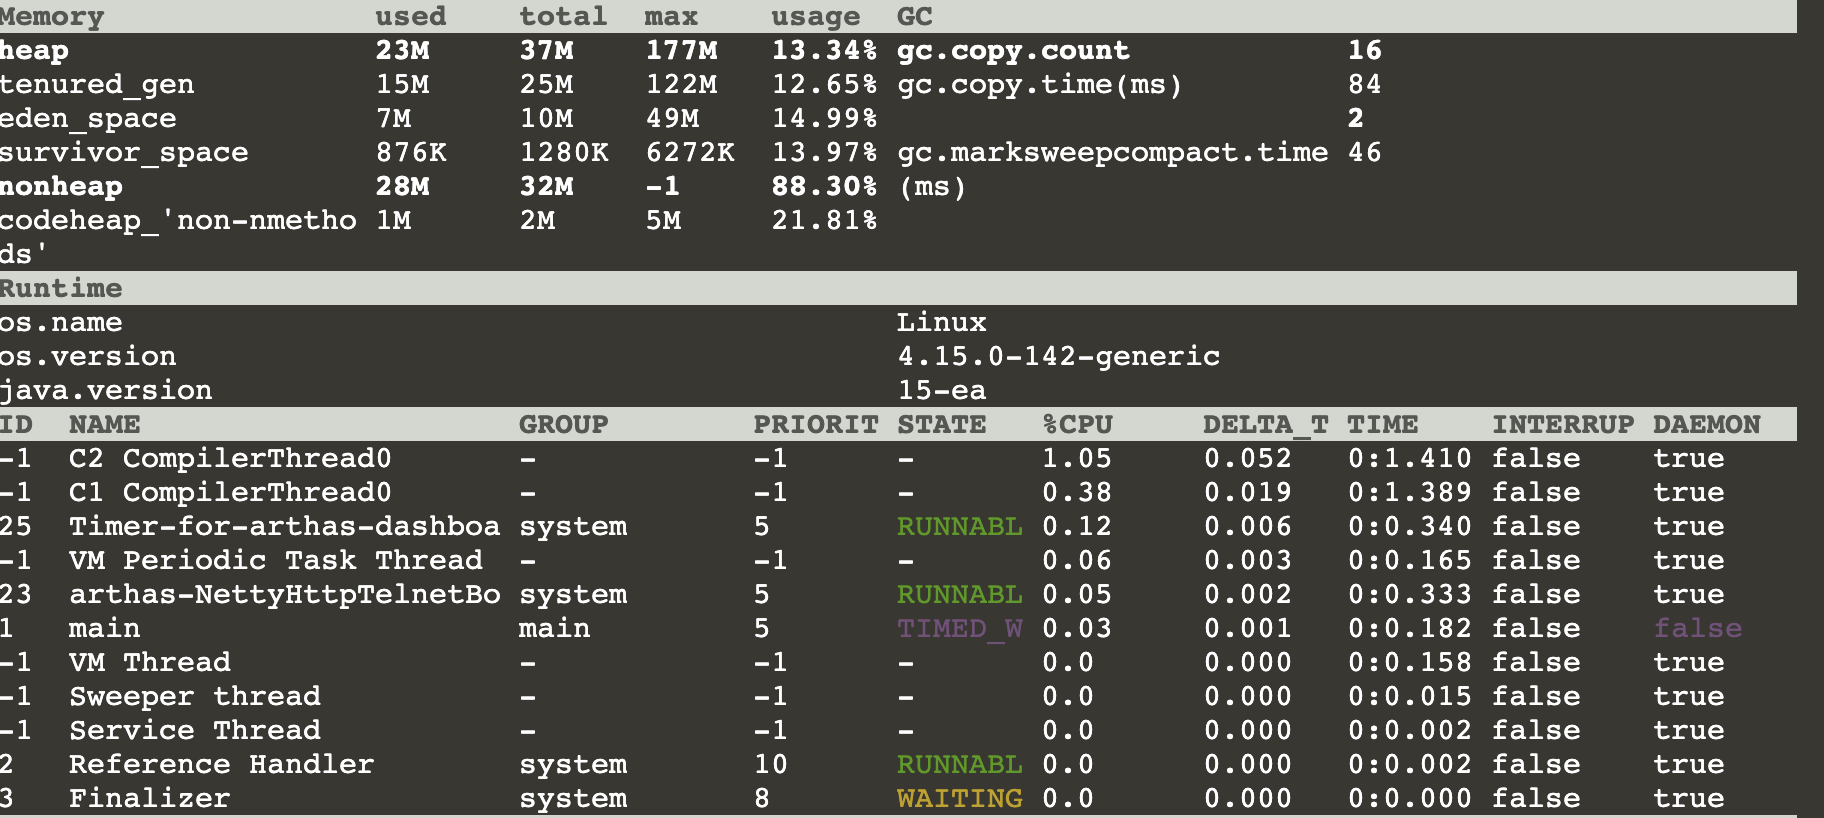 Memory used total max usage GC
heap 23M 37M 177M 13.34% gc.copy.count 16
tenured_gen 15M 25M 122M 12.65% gc.copy.time(ms) 84
eden_space 7M 10M 49M 14.99% 2
survivor_space 876K 1280K 6272K 13.97% gc.marksweepcompact.time 46
nonheap 28M 32M -1 88.30% (ms)
codeheap_'non-nmetho 1M 2M 5M 21.81%
ds'
Runtime
os.name Linux
os.version 4.15.0-142-generic
java.version 15-ea
ID NAME GROUP PRIORIT STATE %CPU DELTA_T TIME INTERRUP DAEMON
-1 C2 CompilerThread0 - -1 - 1.05 0.052 0:1.410 false true
-1 C1 CompilerThread0 - -1 - 0.38 0.019 0:1.389 false true
25 Timer-for-arthas-dashboa system 5 RUNNABL 0.12 0.006 0:0.340 false true
-1 VM Periodic Task Thread - -1 - 0.06 0.003 0:0.165 false true
23 arthas-NettyHttpTelnetBo system 5 RUNNABL 0.05 0.002 0:0.333 false true
1 main main 5 TIMED_W 0.03 0.001 0:0.182 false false
-1 VM Thread - -1 - 0.0 0.000 0:0.158 false true
-1 Sweeper thread - -1 - 0.0 0.000 0:0.015 false true
-1 Service Thread - -1 - 0.0 0.000 0:0.002 false true
2 Reference Handler system 10 RUNNABL 0.0 0.000 0:0.002 false true
3 Finalizer system 8 WAITING 0.0 0.000 0:0.000 false true